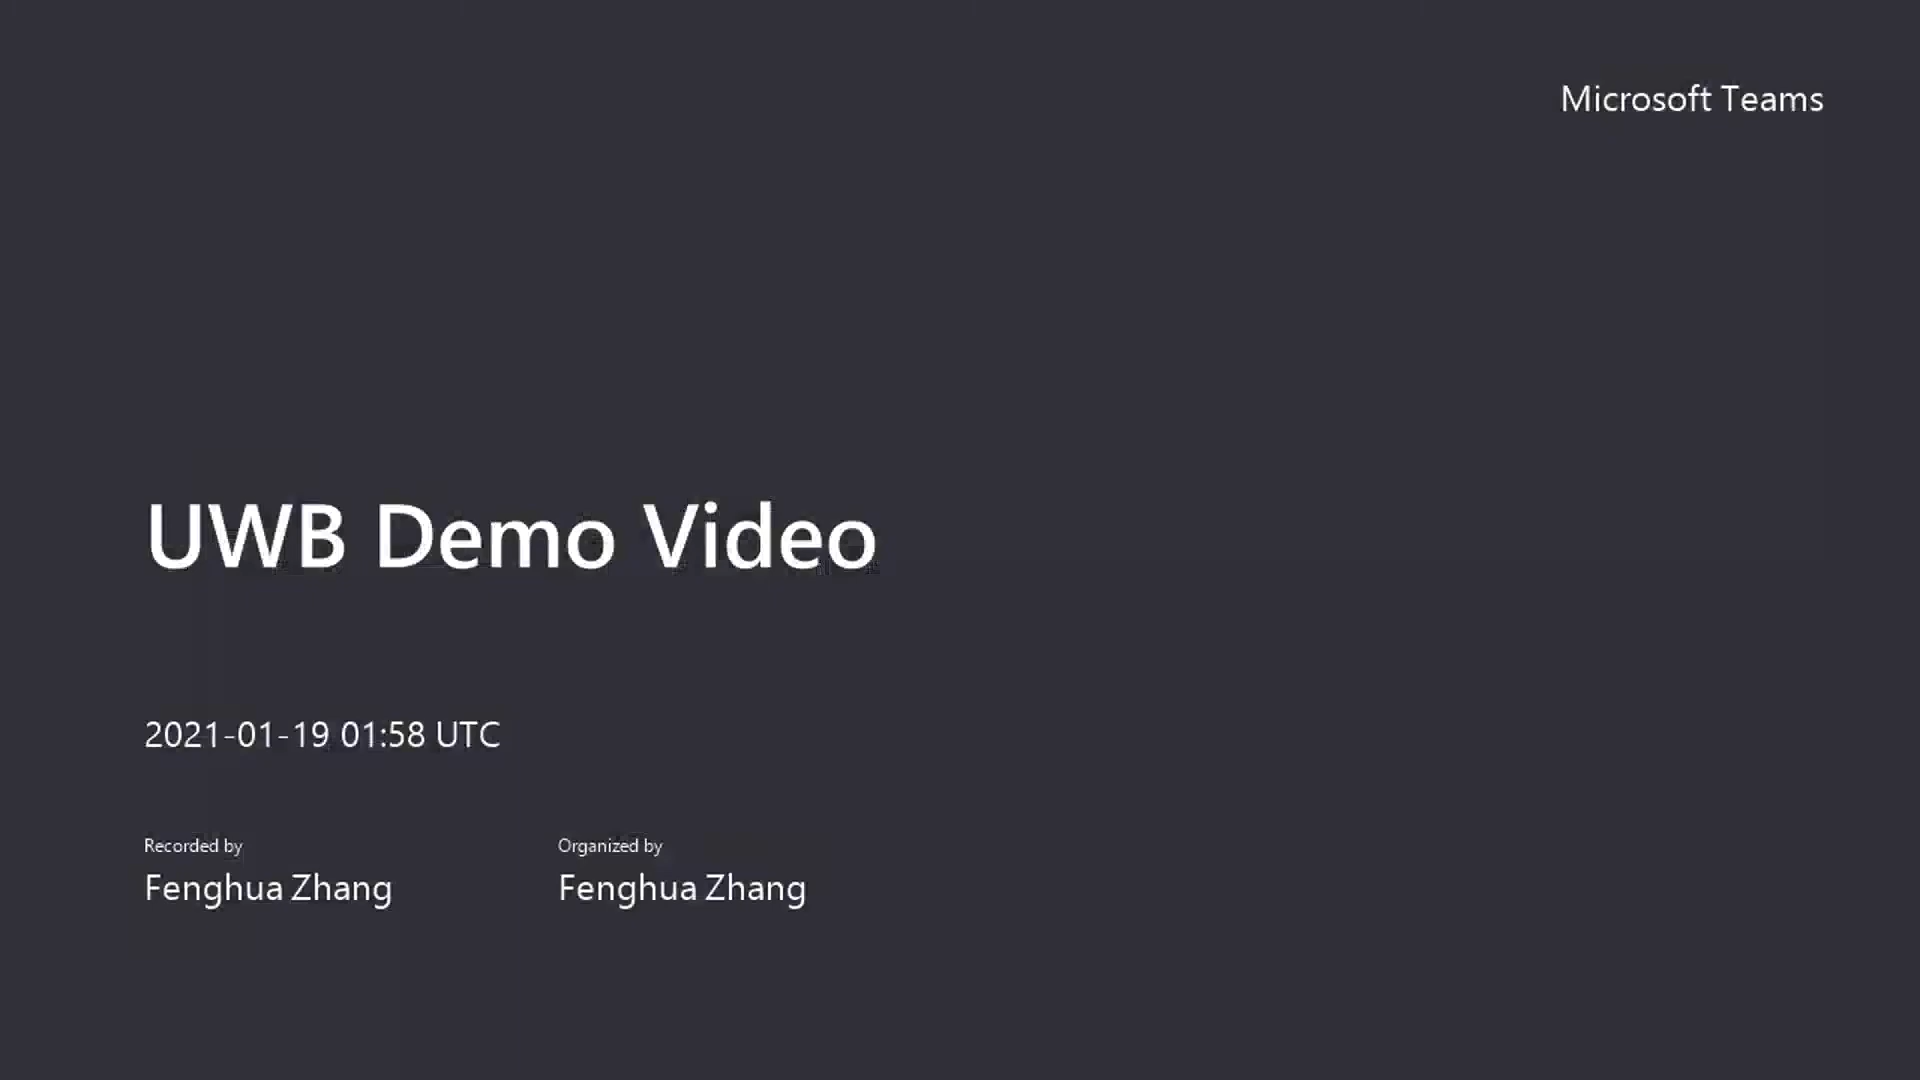 Microsoft Teams
UWB Demo Video
2021-01-19 01:58 UTC
Recorded by
Fenghua Zhang
Organized by
Fenghua Zhang